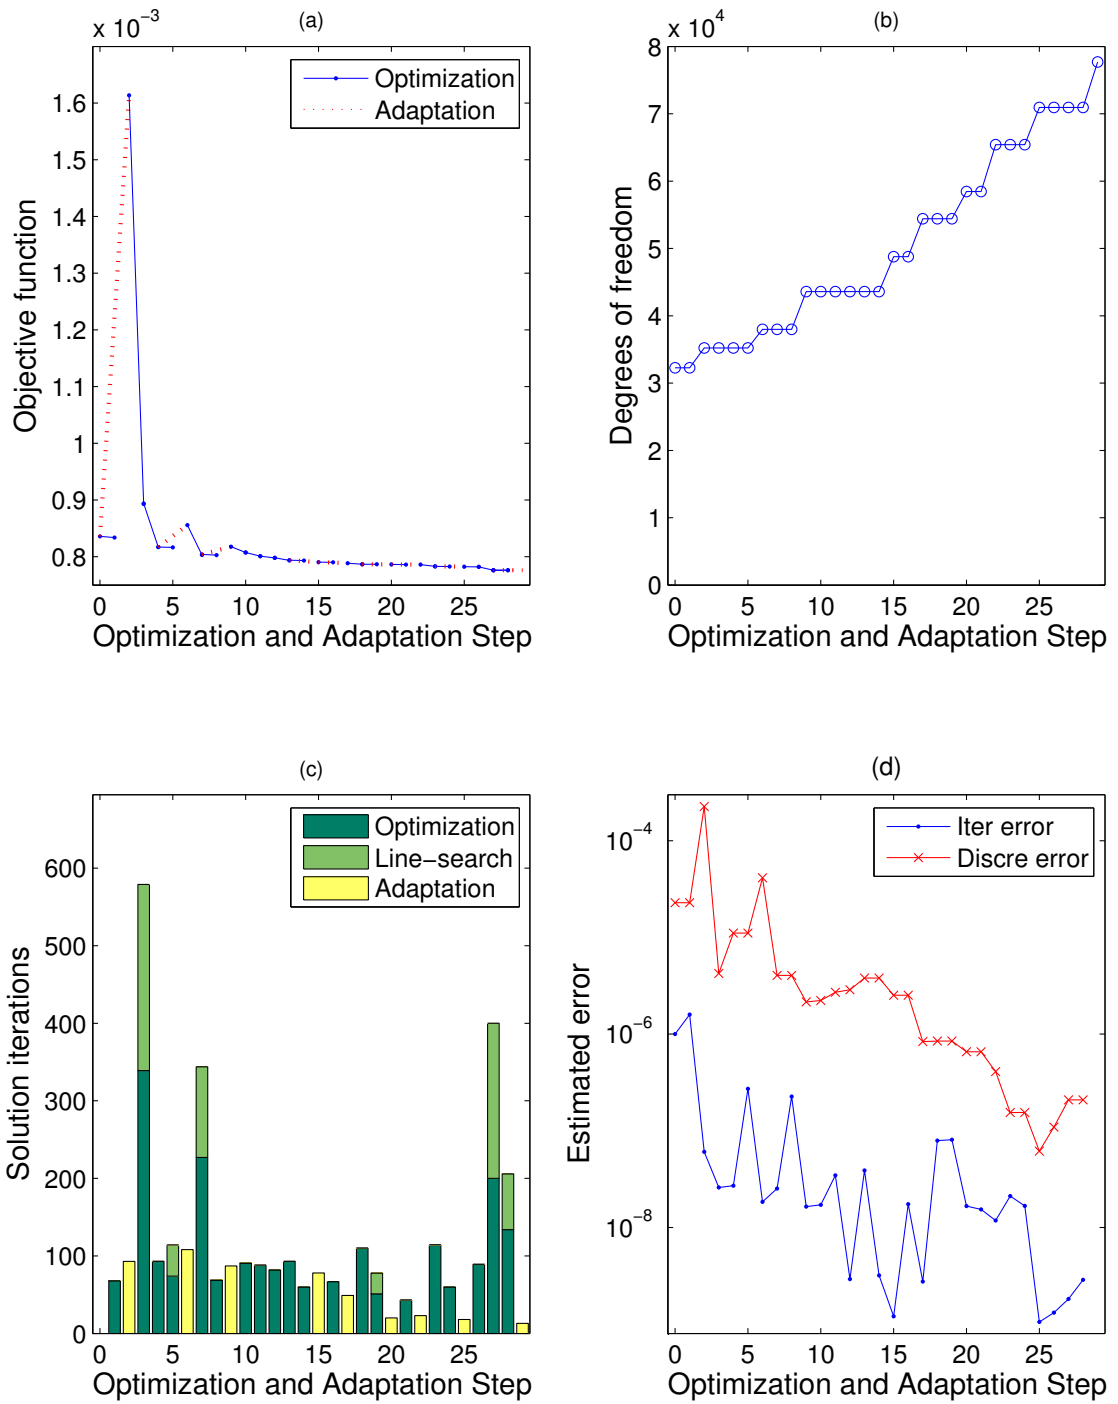 (a)
x 10−3
Optimization
Adaptation
1.6
1.5
1.4
1.3
1.2
1.1
1
0.9
0.8
Objective function
0 5 10 15 20 25
Optimization and Adaptation Step
(b)
x 10^4
8
7
6
5
4
3
2
1
0
Degrees of freedom
0 5 10 15 20 25
Optimization and Adaptation Step
(c)
Optimization
Line−search
Adaptation
600
500
400
300
200
100
0
Solution iterations
0 5 10 15 20 25
Optimization and Adaptation Step
(d)
Iter error
Discre error
10−4
10−6
10−8
Estimated error
0 5 10 15 20 25
Optimization and Adaptation Step